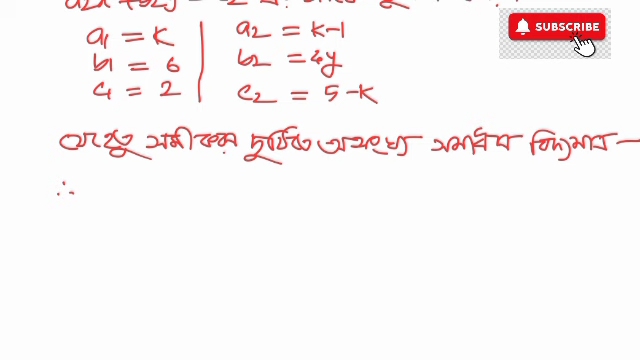 a₁ = K a₂ = K-1
b₁ = 6 b₂ = 4y
c₁ = 2 c₂ = 5-K
যেহেতু সমীকরণ দুটিতে অসংখ্য সমাধান বিদ্যমান—
∴
SUBSCRIBE